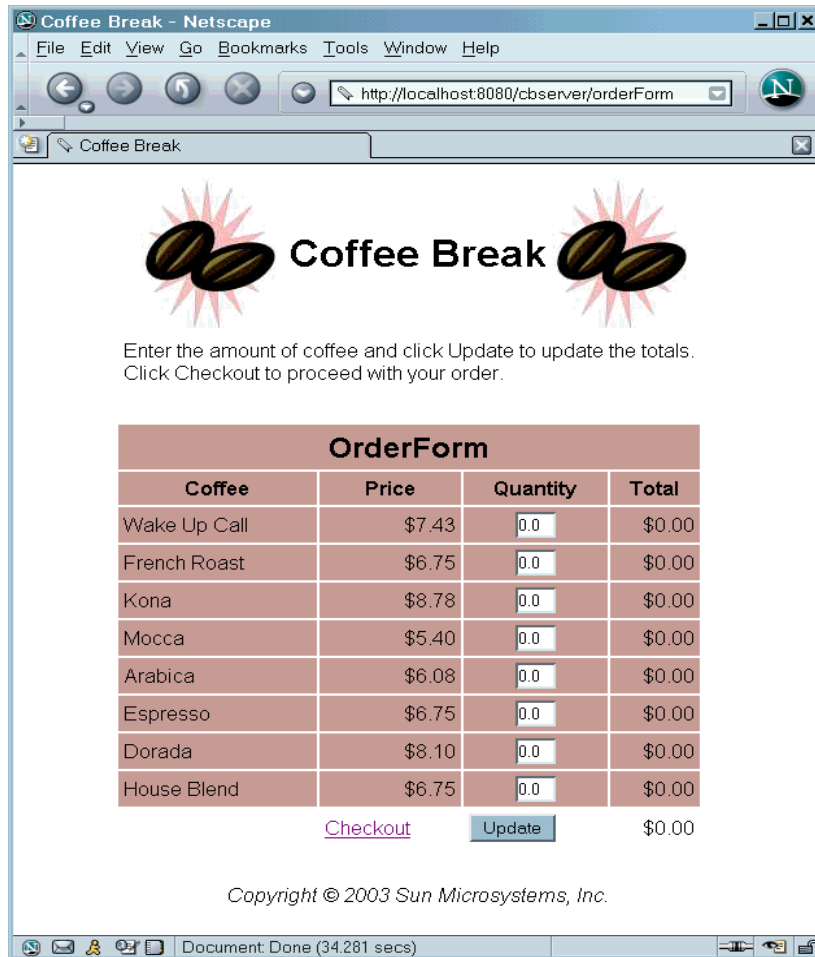 Coffee Break - Netscape
File Edit View Go Bookmarks Tools Window Help
http://localhost:8080/cbserver/orderForm
N
Coffee Break
Coffee Break
Enter the amount of coffee and click Update to update the totals.
Click Checkout to proceed with your order.
OrderForm
Coffee Price Quantity Total
Wake Up Call $7.43 0.0 $0.00
French Roast $6.75 0.0 $0.00
Kona $8.78 0.0 $0.00
Mocca $5.40 0.0 $0.00
Arabica $6.08 0.0 $0.00
Espresso $6.75 0.0 $0.00
Dorada $8.10 0.0 $0.00
House Blend $6.75 0.0 $0.00
Checkout Update $0.00
Copyright © 2003 Sun Microsystems, Inc.
Document: Done (34.281 secs)